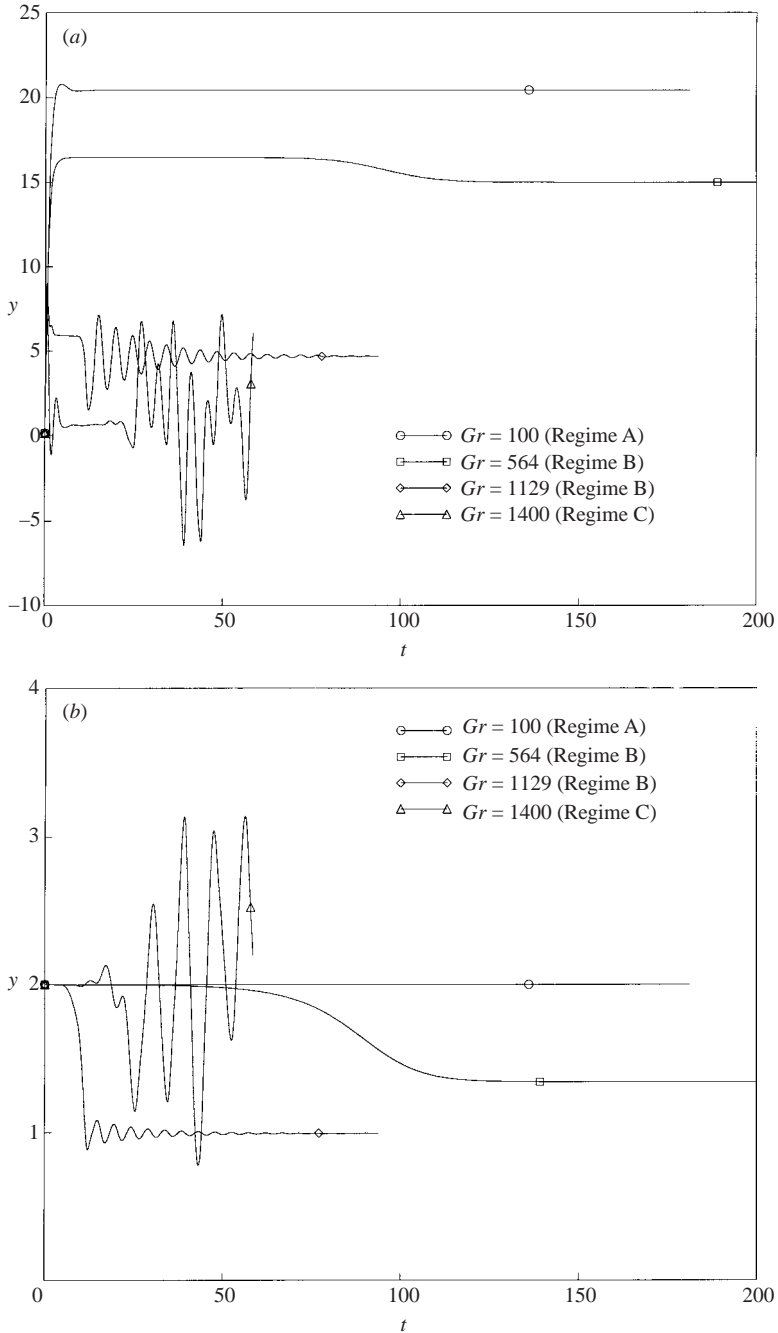 25
(a)
20
15
10
y
5
0
–5
–10
Gr = 100 (Regime A)
Gr = 564 (Regime B)
Gr = 1129 (Regime B)
Gr = 1400 (Regime C)
0
50
100
150
200
t
4
(b)
Gr = 100 (Regime A)
Gr = 564 (Regime B)
Gr = 1129 (Regime B)
Gr = 1400 (Regime C)
3
y
2
1
0
50
100
150
200
t